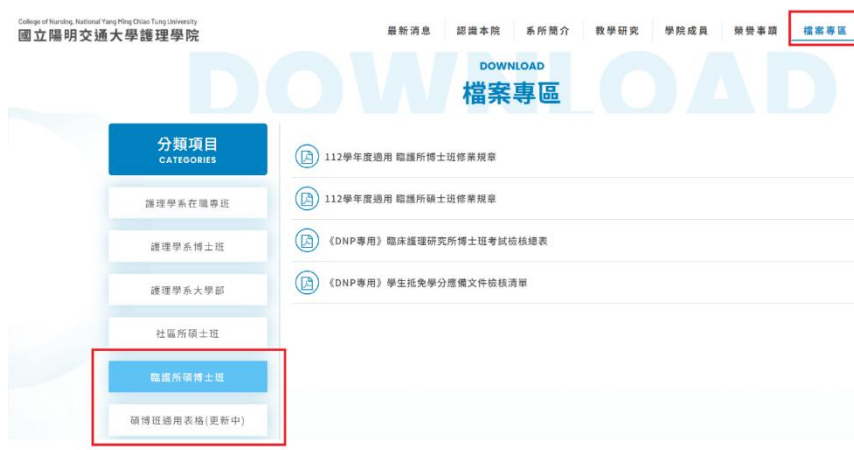 College of Nursing, National Yang Ming Chiao Tung University
國立陽明交通大學護理學院
最新消息 認識本院 系所簡介 教學研究 學院成員 榮譽事蹟 檔案專區
DOWNLOAD
DOWNLOAD
檔案專區
分類項目
CATEGORIES
護理學系在職專班
護理學系博士班
護理學系大學部
社區所碩士班
臨護所碩博士班
碩博班適用表格(更新中)
112學年度適用 臨護所博士班修業規章
112學年度適用 臨護所碩士班修業規章
《DNP專用》臨床護理研究所博士班考試檢核總表
《DNP專用》學生抵免學分應備文件檢核清單